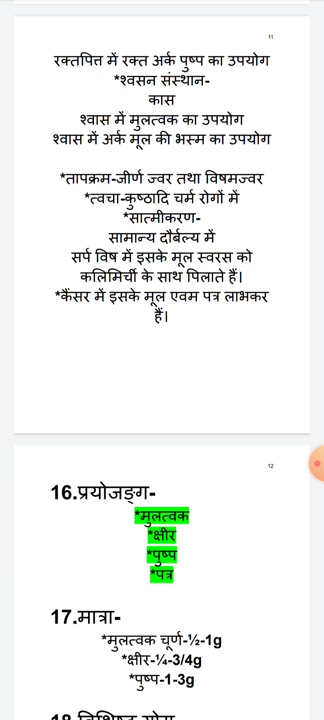 11
रक्तपित्त में रक्त अर्क पुष्प का उपयोग
*श्वसन संस्थान-
कास
श्वास में मुलत्वक का उपयोग
श्वास में अर्क मूल की भस्म का उपयोग
*तापक्रम-जीर्ण ज्वर तथा विषमज्वर
*त्वचा-कुष्ठादि चर्म रोगों में
*सात्मीकरण-
सामान्य दौर्बल्य में
सर्प विष में इसके मूल स्वरस को
कलिमिर्ची के साथ पिलाते हैं।
*कैंसर में इसके मूल एवम पत्र लाभकर
हैं।
12
16.प्रयोजङ्ग-
*मुलत्वक
*क्षीर
*पुष्प
*पत्र
17.मात्रा-
*मुलत्वक चूर्ण-½-1g
*क्षीर-¼-3/4g
*पुष्प-1-3g
18.विशिष्ट योग